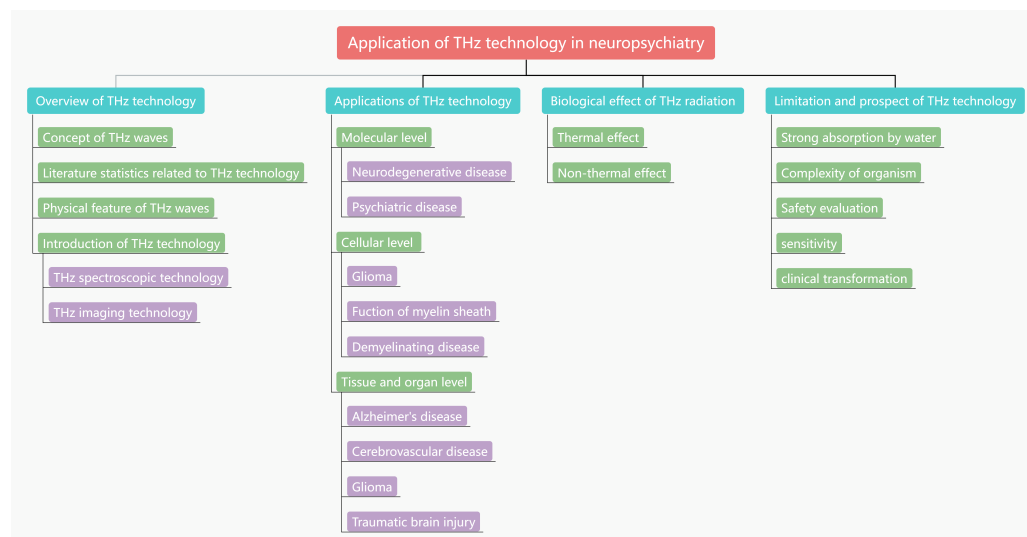 Application of THz technology in neuropsychiatry
Overview of THz technology
Concept of THz waves
Literature statistics related to THz technology
Physical feature of THz waves
Introduction of THz technology
THz spectroscopic technology
THz imaging technology
Applications of THz technology
Molecular level
Neurodegenerative disease
Psychiatric disease
Cellular level
Glioma
Fuction of myelin sheath
Demyelinating disease
Tissue and organ level
Alzheimer's disease
Cerebrovascular disease
Glioma
Traumatic brain injury
Biological effect of THz radiation
Thermal effect
Non-thermal effect
Limitation and prospect of THz technology
Strong absorption by water
Complexity of organism
Safety evaluation
sensitivity
clinical transformation